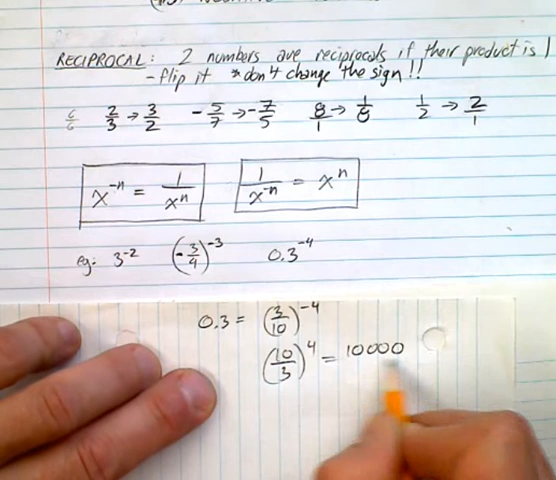 RECIPROCAL: 2 numbers are reciprocals if their product is 1
- flip it *don't change the sign!!
6/6 2/3 → 3/2 -5/7 → -7/5 8/1 → 1/8 1/2 → 2/1
x^-n = 1/x^n 1/x^-n = x^n
eg: 3^-2 (-3/4)^-3 0.3^-4
0.3 = (3/10)^-4
(10/3)^4 = 10000